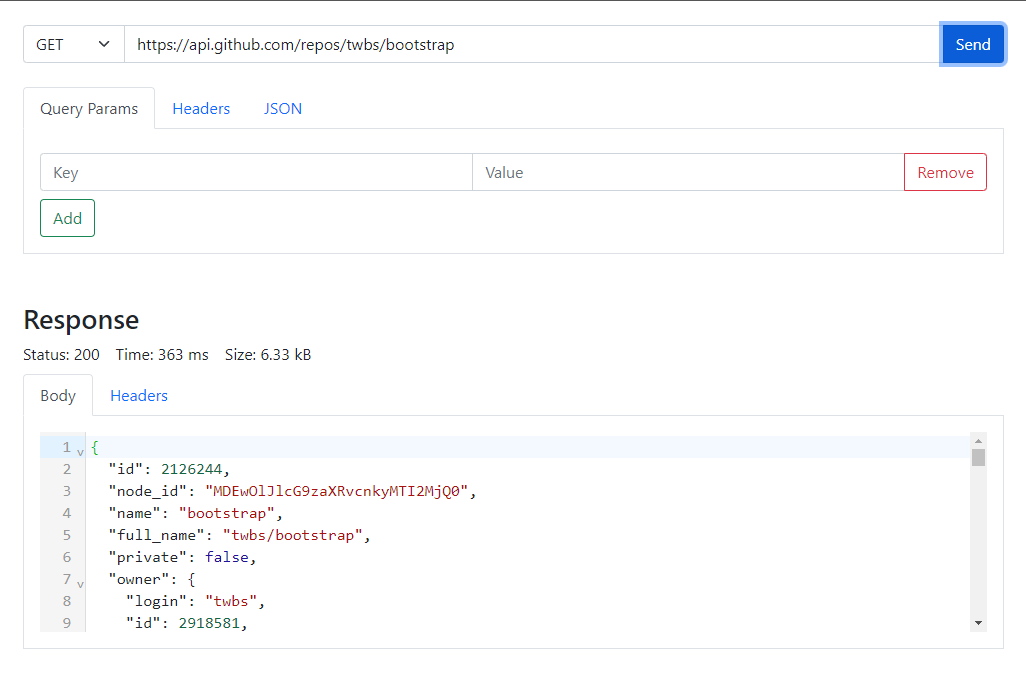 GET https://api.github.com/repos/twbs/bootstrap Send
Query Params Headers JSON
Key Value Remove
Add
Response
Status: 200 Time: 363 ms Size: 6.33 kB
Body Headers
1 {
2 "id": 2126244,
3 "node_id": "MDEwOlJlcG9zaXRvcnkyMTI2MjQ0",
4 "name": "bootstrap",
5 "full_name": "twbs/bootstrap",
6 "private": false,
7 "owner": {
8 "login": "twbs",
9 "id": 2918581,